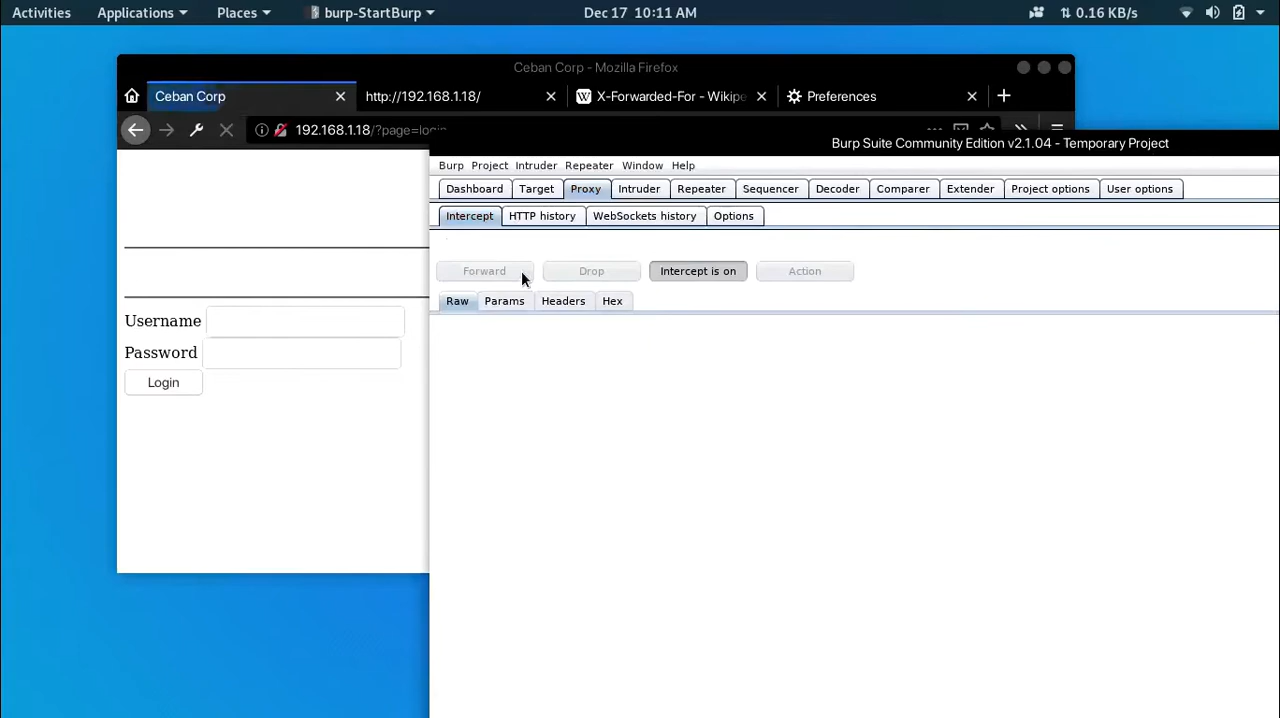 Activities Applications Places burp-StartBurp Dec 17 10:11 AM 0.16 KB/s
Ceban Corp - Mozilla Firefox
Ceban Corp http://192.168.1.18/ X-Forwarded-For - Wikipe Preferences
192.168.1.18/?page=login
Burp Suite Community Edition v2.1.04 - Temporary Project
Burp Project Intruder Repeater Window Help
Dashboard Target Proxy Intruder Repeater Sequencer Decoder Comparer Extender Project options User options
Intercept HTTP history WebSockets history Options
Forward Drop Intercept is on Action
Raw Params Headers Hex
Username
Password
Login